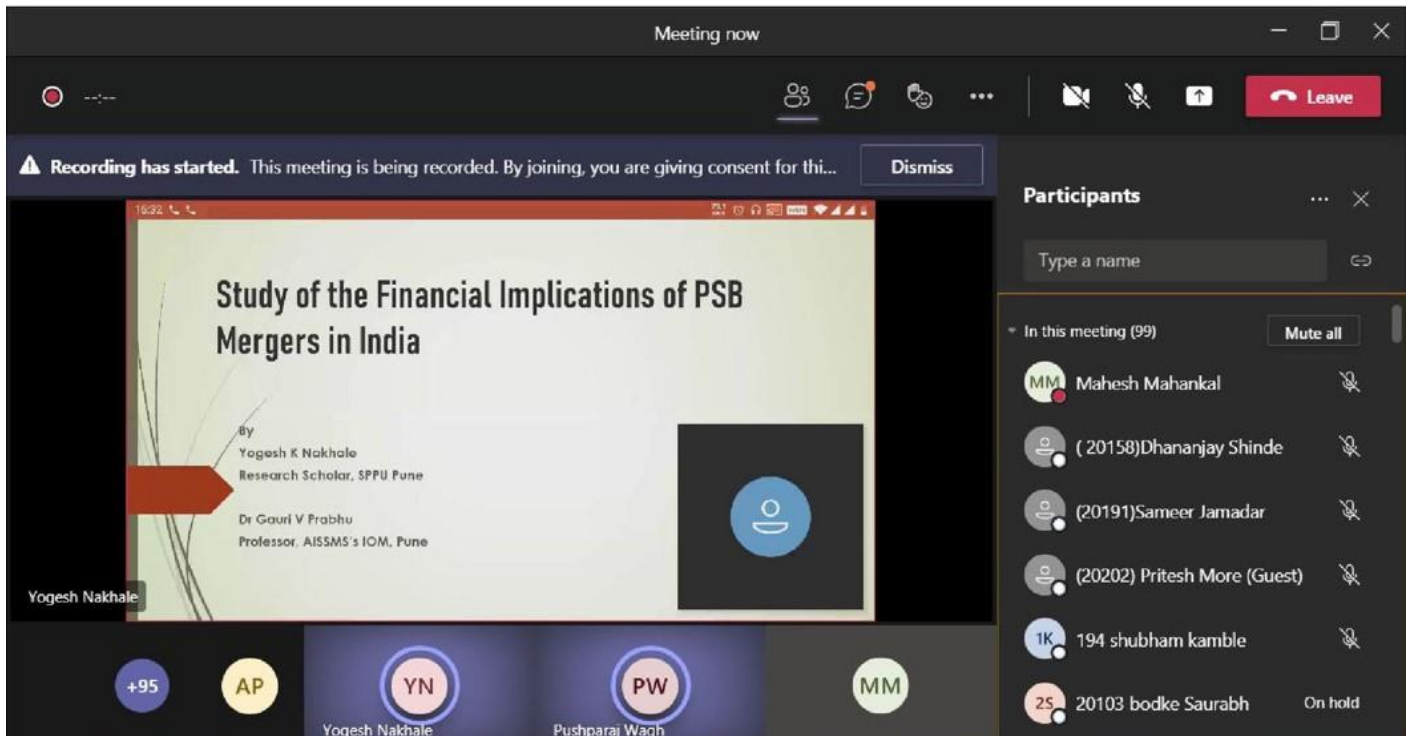 Meeting now
--:--
Leave
Recording has started. This meeting is being recorded. By joining, you are giving consent for thi...
Dismiss
16:32
Study of the Financial Implications of PSB
Mergers in India
By
Yogesh K Nakhale
Research Scholar, SPPU Pune
Dr Gauri V Prabhu
Professor, AISSMS's IOM, Pune
Yogesh Nakhale
+95
AP
YN
Yogesh Nakhale
PW
Pushparaj Wagh
MM
Participants
Type a name
In this meeting (99)
Mute all
MM Mahesh Mahankal
( 20158)Dhananjay Shinde
(20191)Sameer Jamadar
(20202) Pritesh More (Guest)
1K 194 shubham kamble
2S 20103 bodke Saurabh On hold